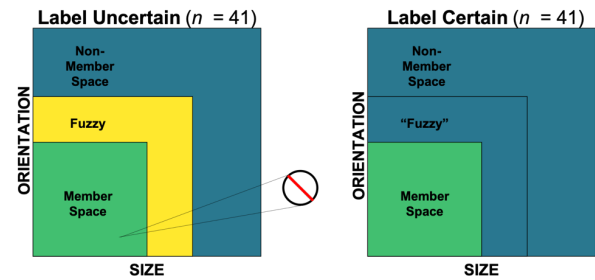 Label Uncertain (n = 41)
ORIENTATION
Non-
Member
Space
Fuzzy
Member
Space
SIZE
Label Certain (n = 41)
ORIENTATION
Non-
Member
Space
“Fuzzy”
Member
Space
SIZE